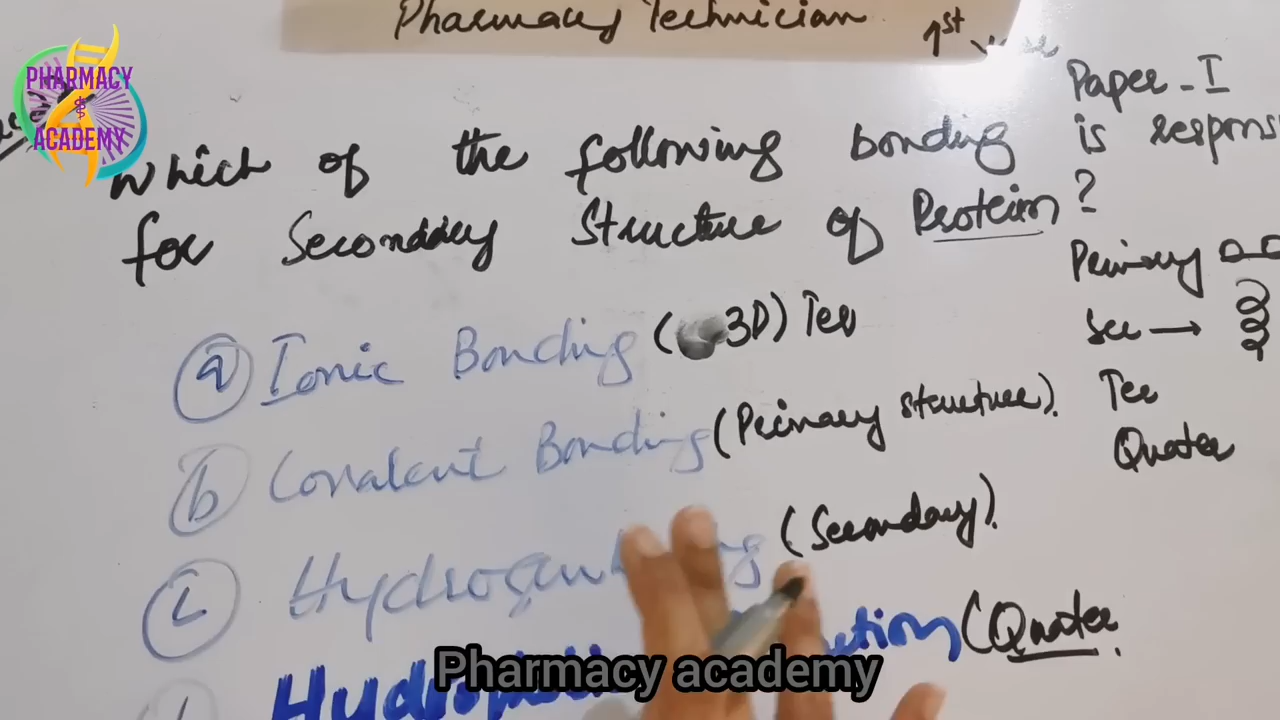 Pharmacy Technician
1st
PHARMACY
ACADEMY
Paper - I
Which of the following bonding is respons
for Secondary Structure of Protein ?
Primary
Sec →
Ter
Quater
a Ionic Bonding ( 3D) Ter
b Covalent Bonding (Primary structure).
c Hydrogen (Secondary).
(Quater
Pharmacy academy